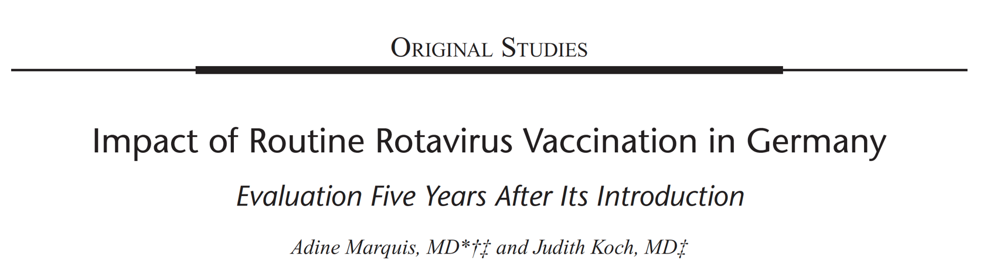 Original Studies
Impact of Routine Rotavirus Vaccination in Germany
Evaluation Five Years After Its Introduction
Adine Marquis, MD*†‡ and Judith Koch, MD‡